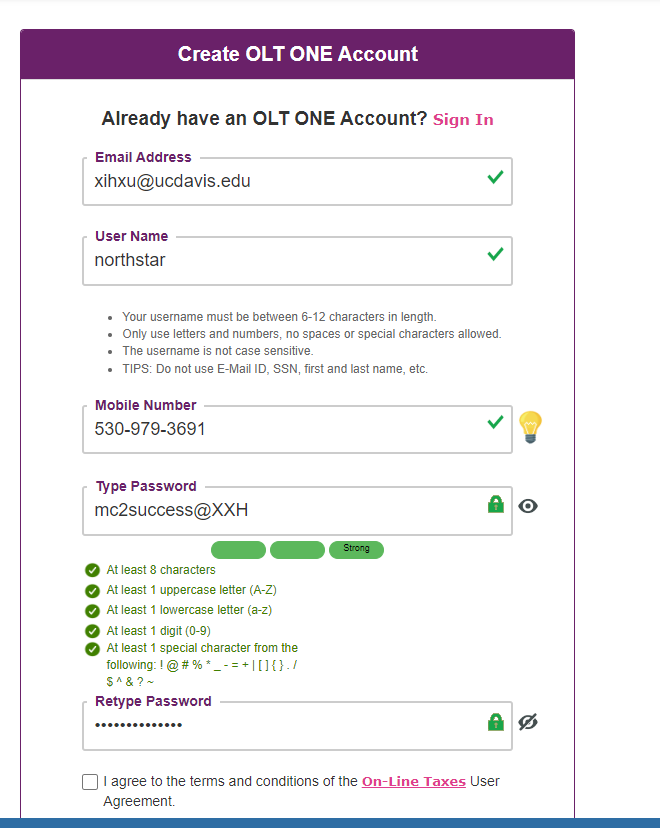 Create OLT ONE Account
Already have an OLT ONE Account? Sign In
Email Address
xihxu@ucdavis.edu
User Name
northstar
Your username must be between 6-12 characters in length.
Only use letters and numbers, no spaces or special characters allowed.
The username is not case sensitive.
TIPS: Do not use E-Mail ID, SSN, first and last name, etc.
Mobile Number
530-979-3691
Type Password
mc2success@XXH
Strong
At least 8 characters
At least 1 uppercase letter (A-Z)
At least 1 lowercase letter (a-z)
At least 1 digit (0-9)
At least 1 special character from the
following: ! @ # % * _ - = + | [ ] { } . /
$ ^ & ? ~
Retype Password
••••••••••••••
I agree to the terms and conditions of the On-Line Taxes User
Agreement.